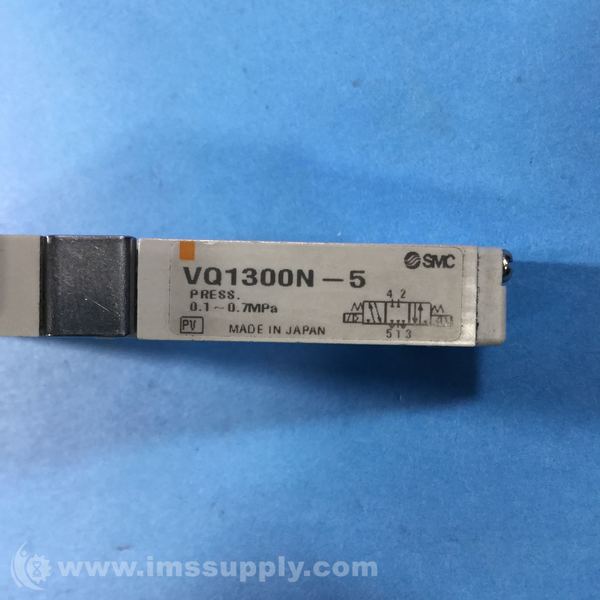 SMC
VQ1300N-5
PRESS.
0.1~0.7MPa
4 2
PV MADE IN JAPAN
5 1 3
www.imssupply.com